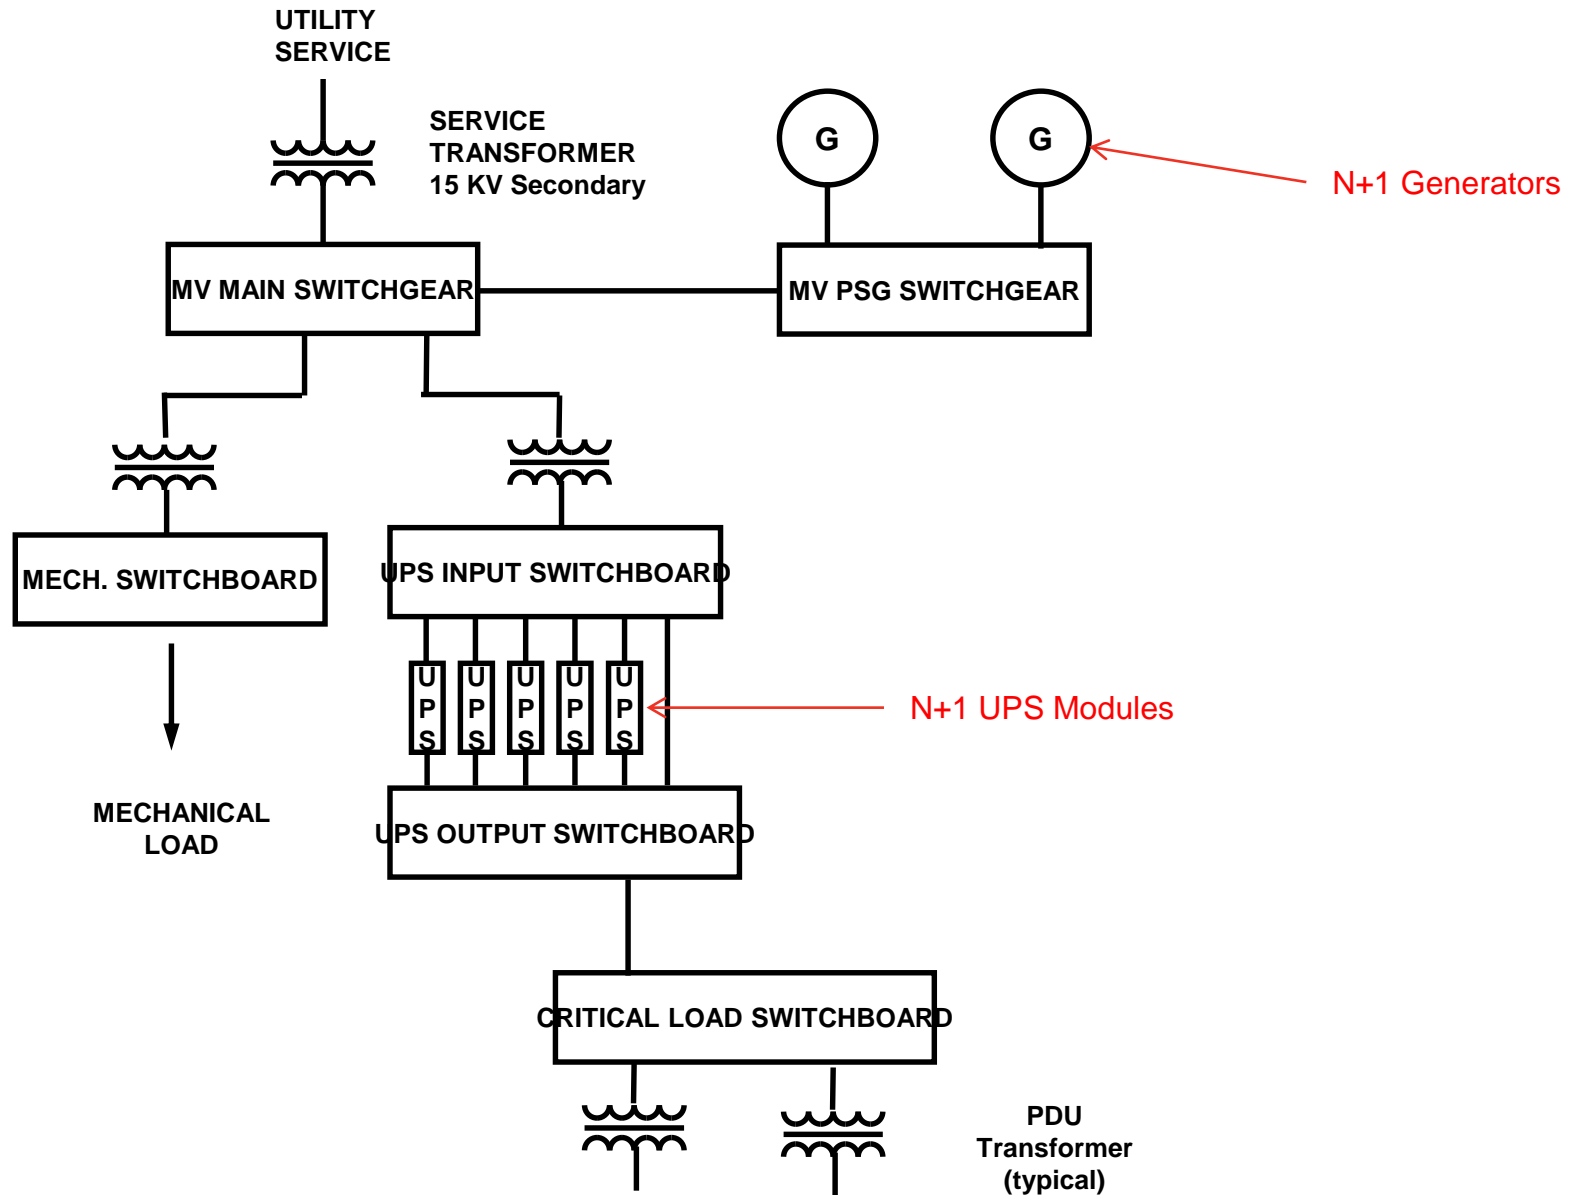 UTILITY
SERVICE
SERVICE
TRANSFORMER
15 KV Secondary
G
G
N+1 Generators
MV MAIN SWITCHGEAR
MV PSG SWITCHGEAR
MECH. SWITCHBOARD
UPS INPUT SWITCHBOARD
U
P
S
U
P
S
U
P
S
U
P
S
U
P
S
N+1 UPS Modules
MECHANICAL
LOAD
UPS OUTPUT SWITCHBOARD
CRITICAL LOAD SWITCHBOARD
PDU
Transformer
(typical)